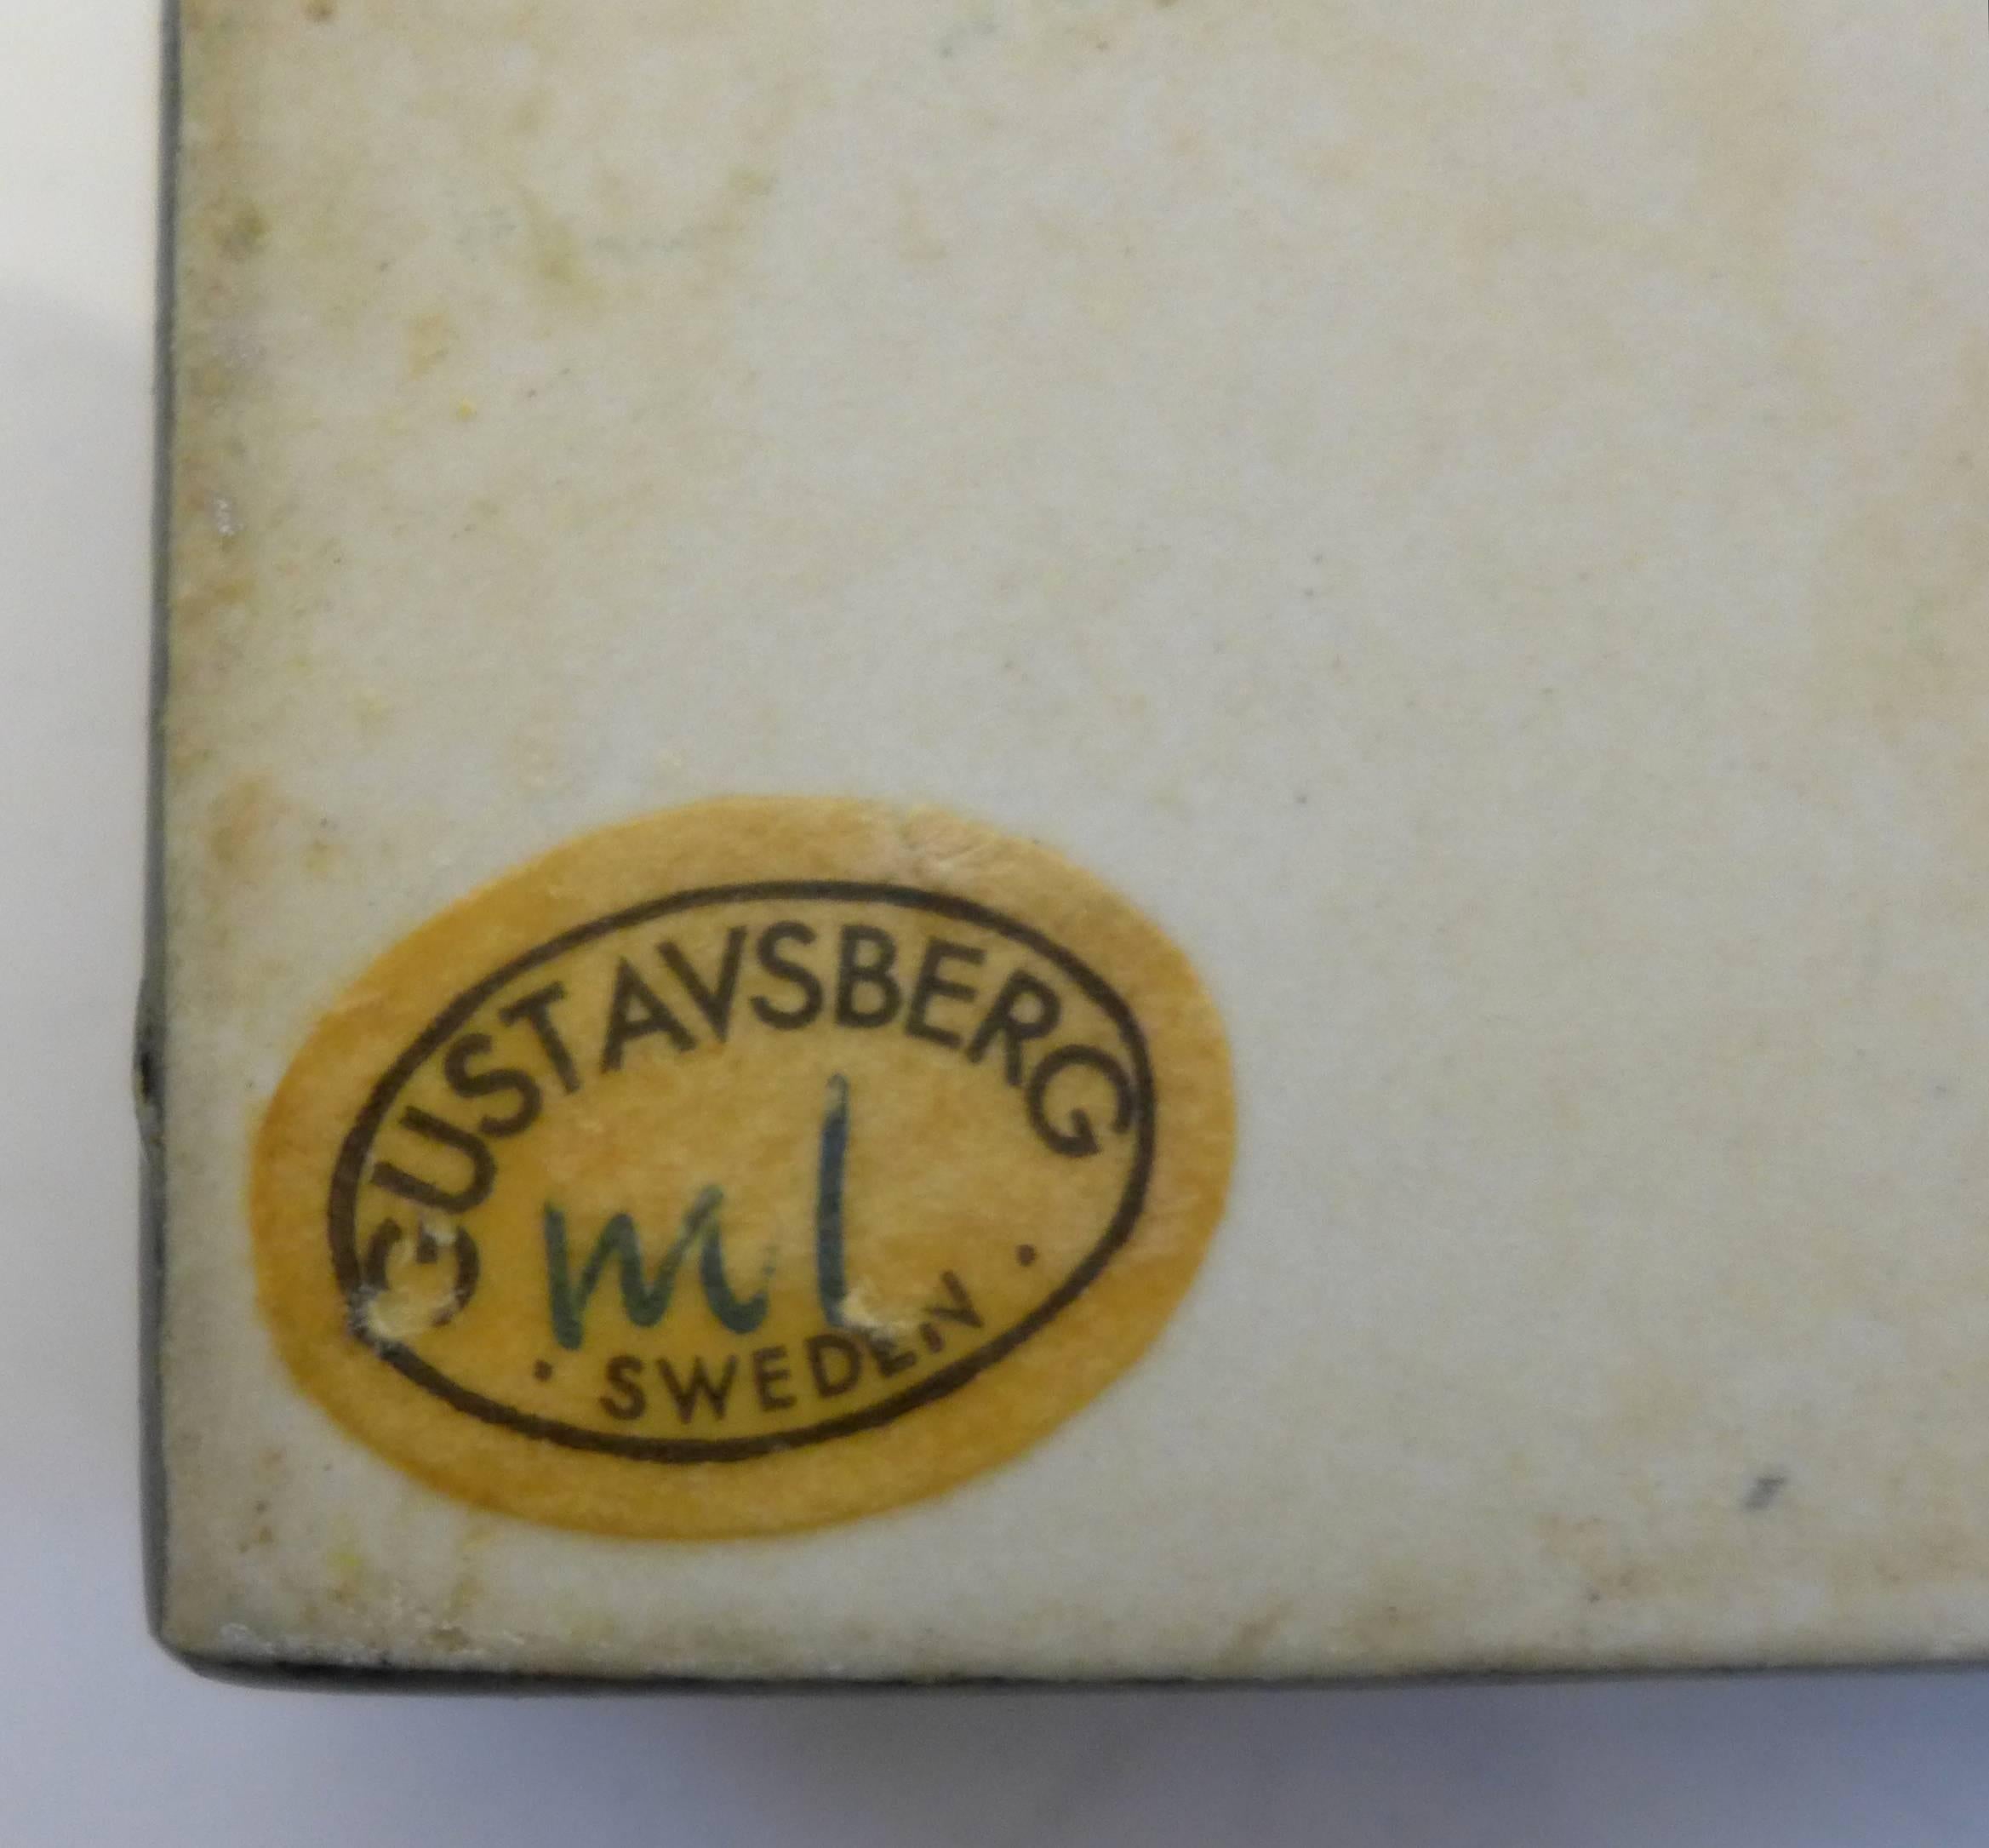 GUSTAVSBERG
ml
· SWEDEN ·